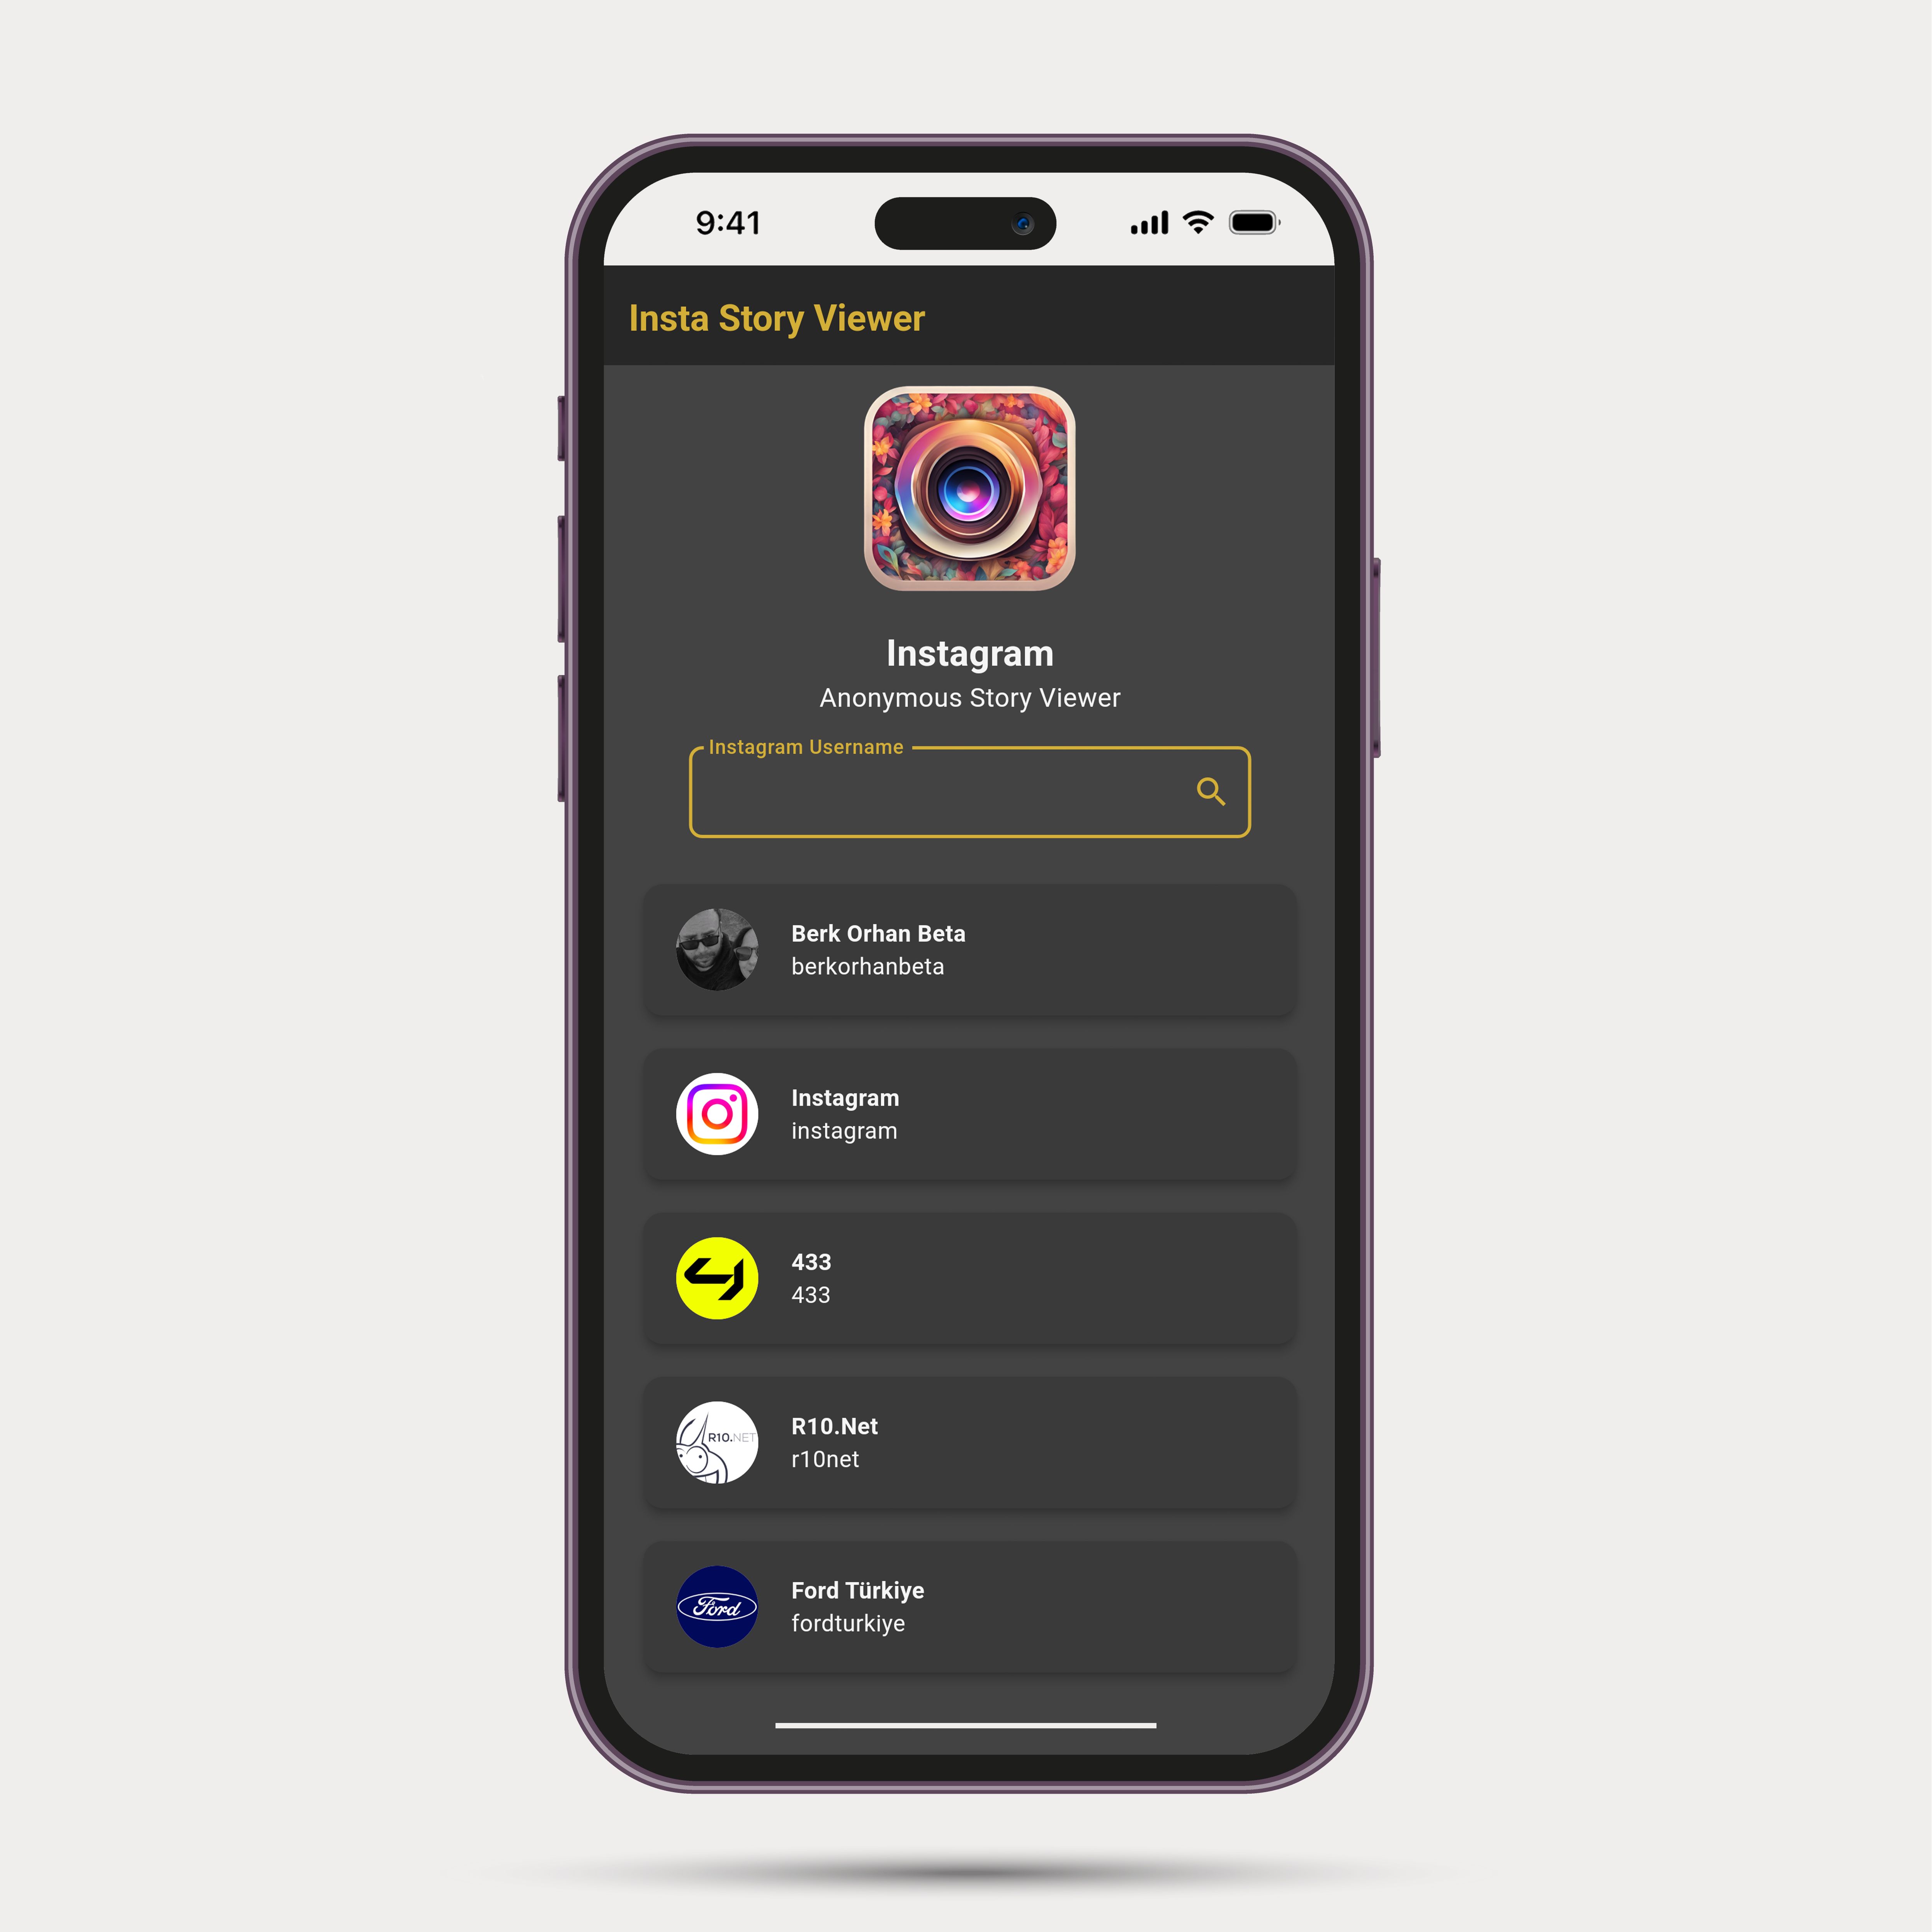 9:41
Insta Story Viewer
Instagram
Anonymous Story Viewer
Instagram Username
Berk Orhan Beta
berkorhanbeta
Instagram
instagram
433
433
R10.NET
R10.Net
r10net
Ford
Ford Türkiye
fordturkiye